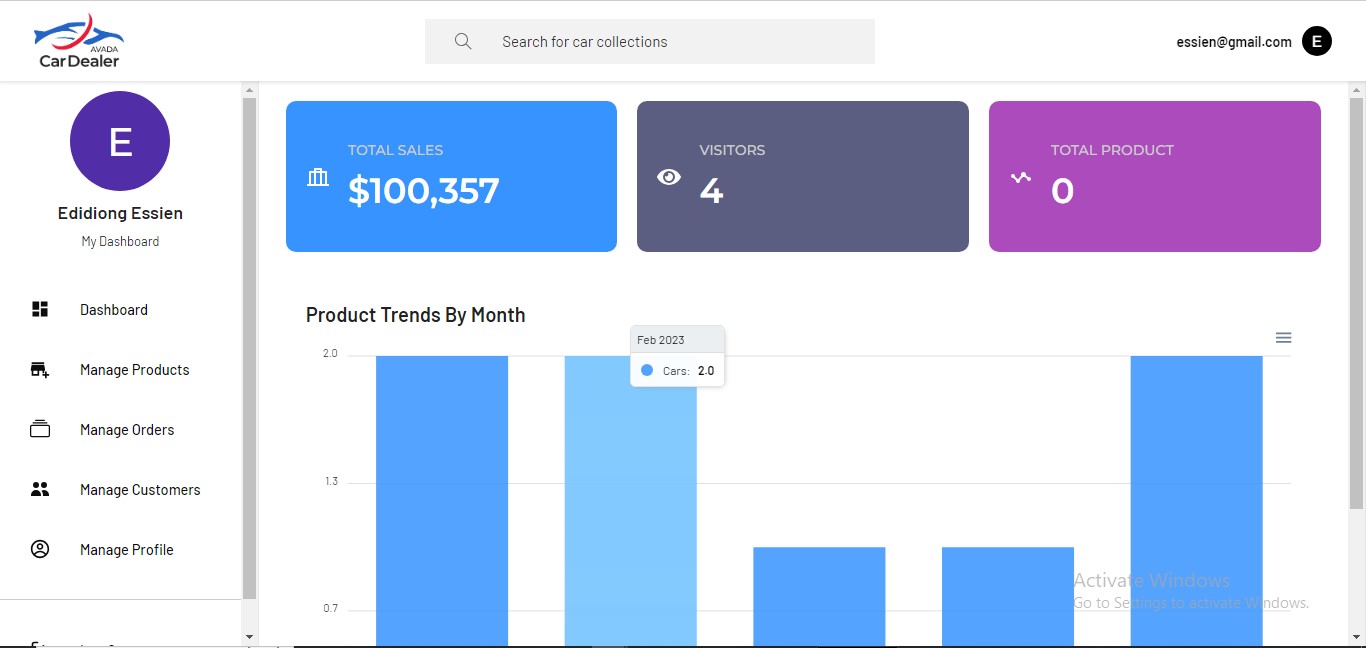 AVADA
CarDealer
Search for car collections
essien@gmail.com
E
E
Edidiong Essien
My Dashboard
Dashboard
Manage Products
Manage Orders
Manage Customers
Manage Profile
TOTAL SALES
$100,357
VISITORS
4
TOTAL PRODUCT
0
Product Trends By Month
Feb 2023
Cars: 2.0
2.0
1.3
0.7
Activate Windows
Go to Settings to activate Windows.